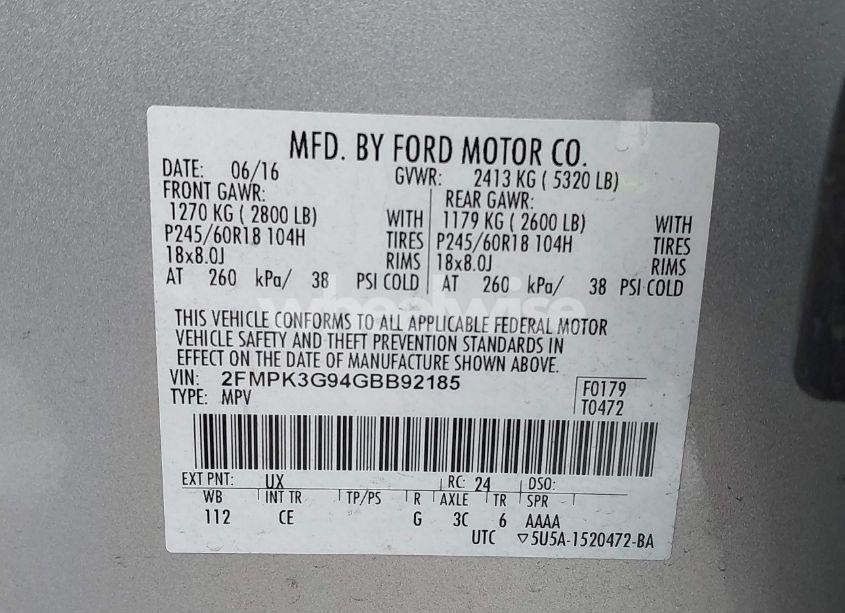 MFD. BY FORD MOTOR CO.
DATE: 06/16 GVWR: 2413 KG ( 5320 LB)
FRONT GAWR: REAR GAWR:
1270 KG ( 2800 LB) WITH 1179 KG ( 2600 LB) WITH
P245/60R18 104H TIRES P245/60R18 104H TIRES
18x8.0J RIMS 18x8.0J RIMS
AT 260 kPa/ 38 PSI COLD AT 260 kPa/ 38 PSI COLD
wheelwise
THIS VEHICLE CONFORMS TO ALL APPLICABLE FEDERAL MOTOR
VEHICLE SAFETY AND THEFT PREVENTION STANDARDS IN
EFFECT ON THE DATE OF MANUFACTURE SHOWN ABOVE.
VIN: 2FMPK3G94GBB92185 F0179
TYPE: MPV T0472
EXT PNT: UX RC: 24 DSO:
WB INT TR TP/PS R AXLE TR SPR
112 CE G 3C 6 AAAA
UTC ▽5U5A-1520472-BA